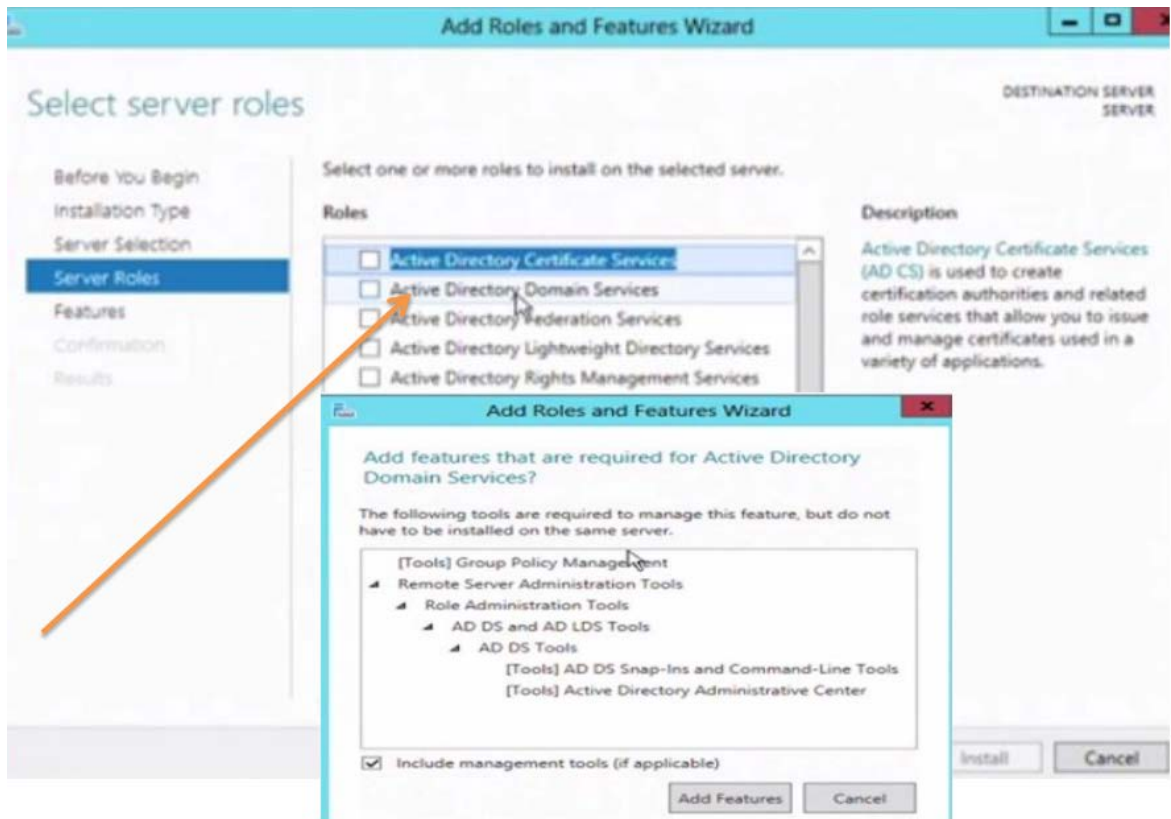 Add Roles and Features Wizard
Select server roles
DESTINATION SERVER
SERVER
Before You Begin
Installation Type
Server Selection
Server Roles
Features
Confirmation
Results
Select one or more roles to install on the selected server.
Roles
Active Directory Certificate Services
Active Directory Domain Services
Active Directory Federation Services
Active Directory Lightweight Directory Services
Active Directory Rights Management Services
Description
Active Directory Certificate Services
(AD CS) is used to create
certification authorities and related
role services that allow you to issue
and manage certificates used in a
variety of applications.
Add Roles and Features Wizard
Add features that are required for Active Directory
Domain Services?
The following tools are required to manage this feature, but do not
have to be installed on the same server.
[Tools] Group Policy Management
Remote Server Administration Tools
Role Administration Tools
AD DS and AD LDS Tools
AD DS Tools
[Tools] AD DS Snap-Ins and Command-Line Tools
[Tools] Active Directory Administrative Center
Include management tools (if applicable)
Add Features
Cancel
Install
Cancel